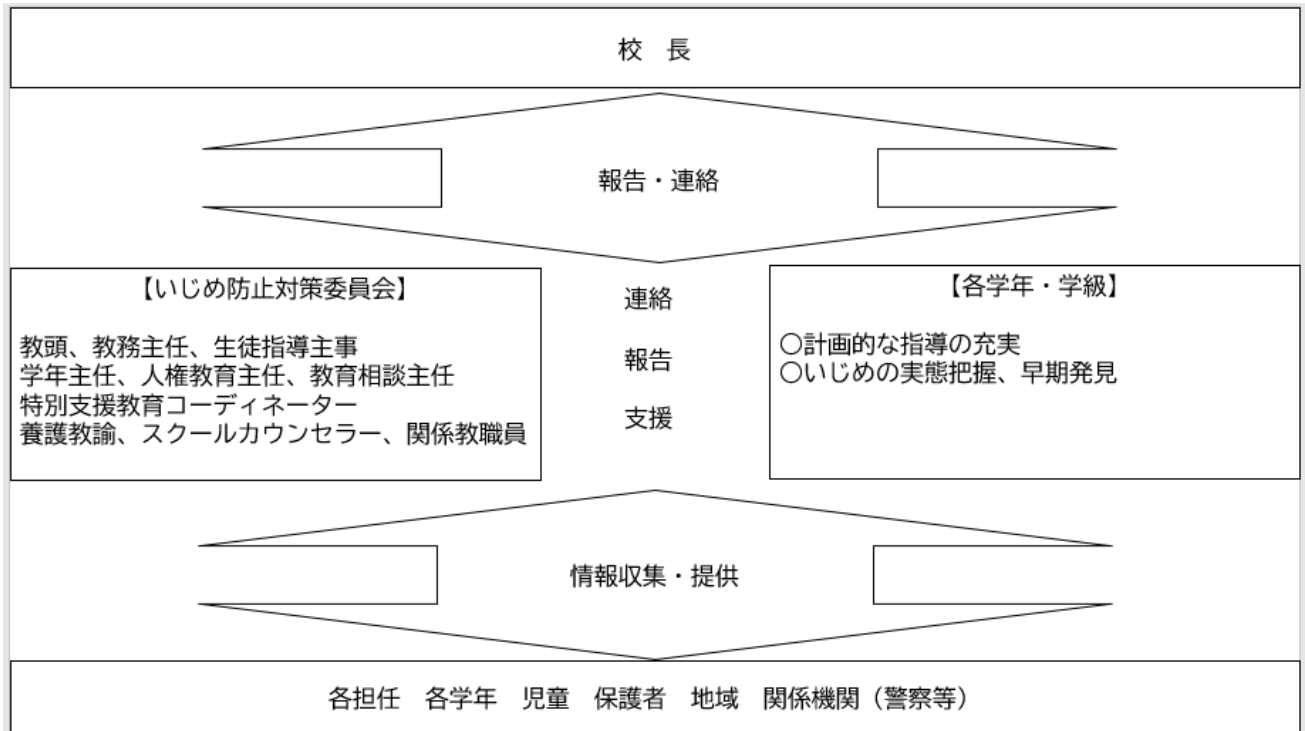 校　長
報告・連絡
【いじめ防止対策委員会】
教頭、教務主任、生徒指導主事
学年主任、人権教育主任、教育相談主任
特別支援教育コーディネーター
養護教諭、スクールカウンセラー、関係教職員
連絡
報告
支援
【各学年・学級】
○計画的な指導の充実
○いじめの実態把握、早期発見
情報収集・提供
各担任　各学年　児童　保護者　地域　関係機関（警察等）